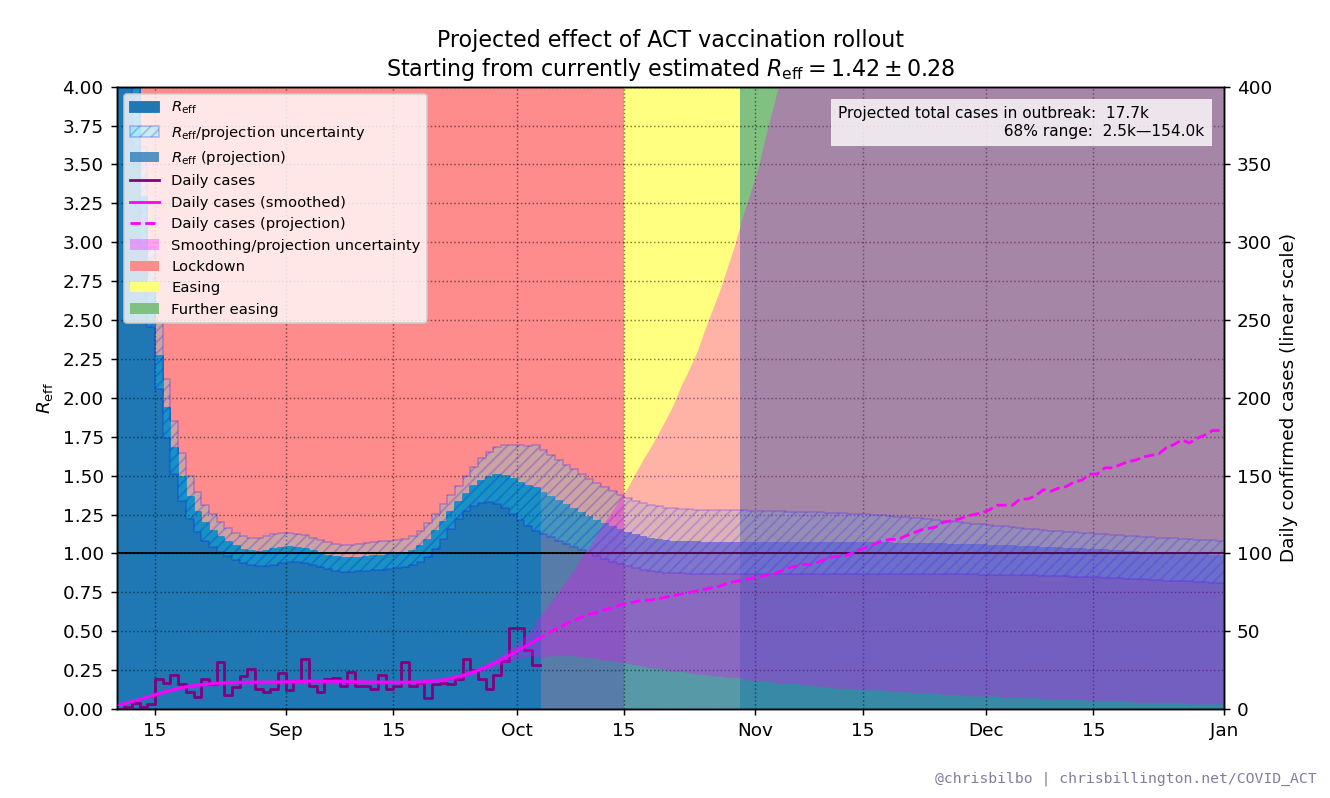 Projected effect of ACT vaccination rollout
Starting from currently estimated Reff = 1.42 ± 0.28
4.00
3.75
3.50
3.25
3.00
2.75
2.50
2.25
2.00
1.75
1.50
1.25
1.00
0.75
0.50
0.25
0.00
Reff
Reff
Reff/projection uncertainty
Reff (projection)
Daily cases
Daily cases (smoothed)
Daily cases (projection)
Smoothing/projection uncertainty
Lockdown
Easing
Further easing
Projected total cases in outbreak: 17.7k
68% range: 2.5k—154.0k
400
350
300
250
200
150
100
50
0
Daily confirmed cases (linear scale)
15 Sep 15 Oct 15 Nov 15 Dec 15 Jan
@chrisbilbo | chrisbillington.net/COVID_ACT